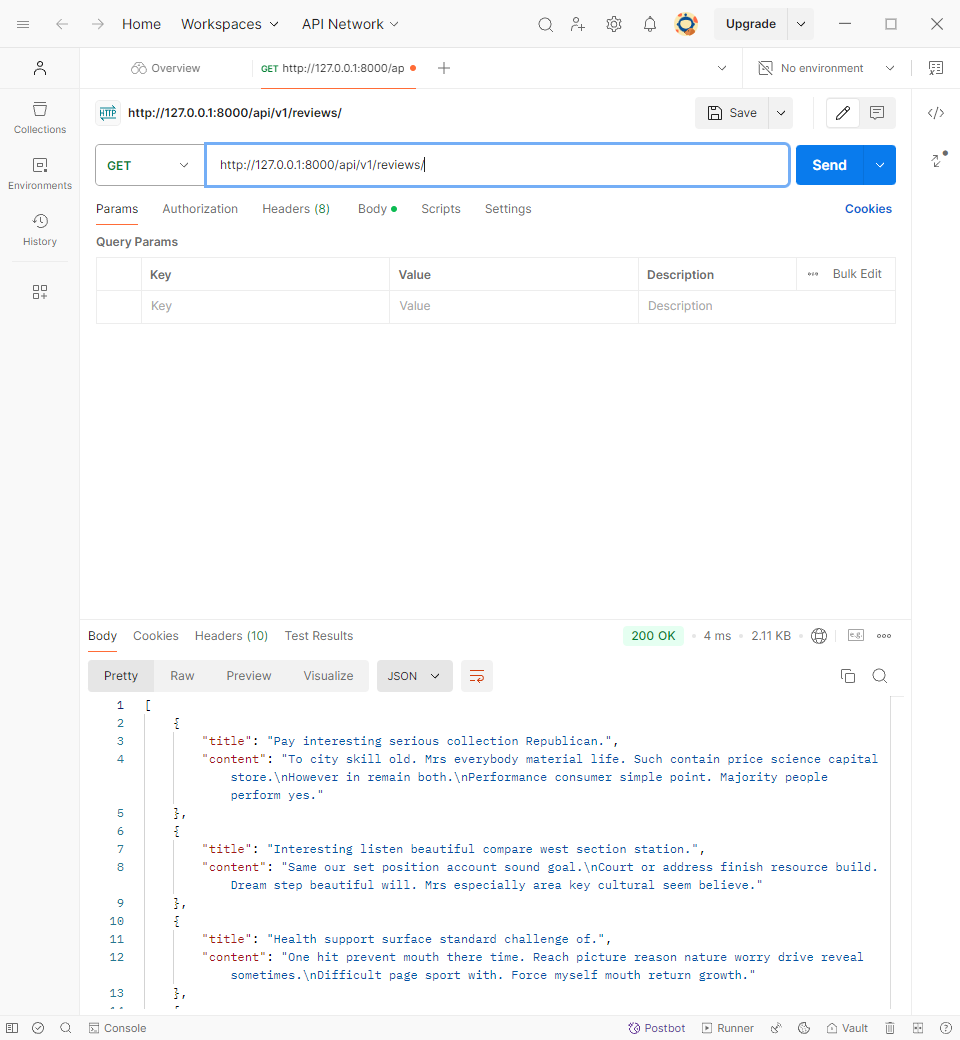 Home Workspaces API Network Upgrade
Overview GET http://127.0.0.1:8000/ap No environment
HTTP http://127.0.0.1:8000/api/v1/reviews/ Save
Collections
Environments
History
GET http://127.0.0.1:8000/api/v1/reviews/ Send
Params Authorization Headers (8) Body Scripts Settings Cookies
Query Params
Key Value Description Bulk Edit
Key Value Description
Body Cookies Headers (10) Test Results 200 OK 4 ms 2.11 KB e.g.
Pretty Raw Preview Visualize JSON
1 [
2 {
3 "title": "Pay interesting serious collection Republican.",
4 "content": "To city skill old. Mrs everybody material life. Such contain price science capital
store.\nHowever in remain both.\nPerformance consumer simple point. Majority people
perform yes."
5 },
6 {
7 "title": "Interesting listen beautiful compare west section station.",
8 "content": "Same our set position account sound goal.\nCourt or address finish resource build.
Dream step beautiful will. Mrs especially area key cultural seem believe."
9 },
10 {
11 "title": "Health support surface standard challenge of.",
12 "content": "One hit prevent mouth there time. Reach picture reason nature worry drive reveal
sometimes.\nDifficult page sport with. Force myself mouth return growth."
13 },
Console Postbot Runner Vault